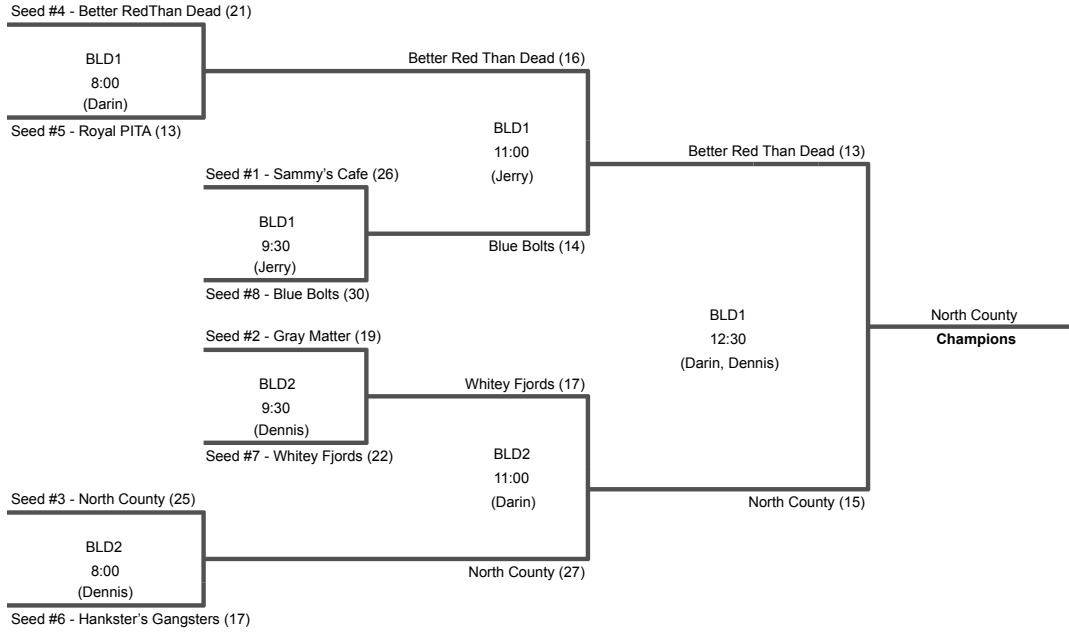 Seed #4 - Better RedThan Dead (21)
BLD1
8:00
(Darin)
Seed #5 - Royal PITA (13)
Better Red Than Dead (16)
BLD1
11:00
(Jerry)
Seed #1 - Sammy’s Cafe (26)
BLD1
9:30
(Jerry)
Seed #8 - Blue Bolts (30)
Blue Bolts (14)
Better Red Than Dead (13)
BLD1
12:30
(Darin, Dennis)
North County
Champions
Seed #2 - Gray Matter (19)
BLD2
9:30
(Dennis)
Seed #7 - Whitey Fjords (22)
Whitey Fjords (17)
BLD2
11:00
(Darin)
North County (15)
Seed #3 - North County (25)
BLD2
8:00
(Dennis)
Seed #6 - Hankster’s Gangsters (17)
North County (27)